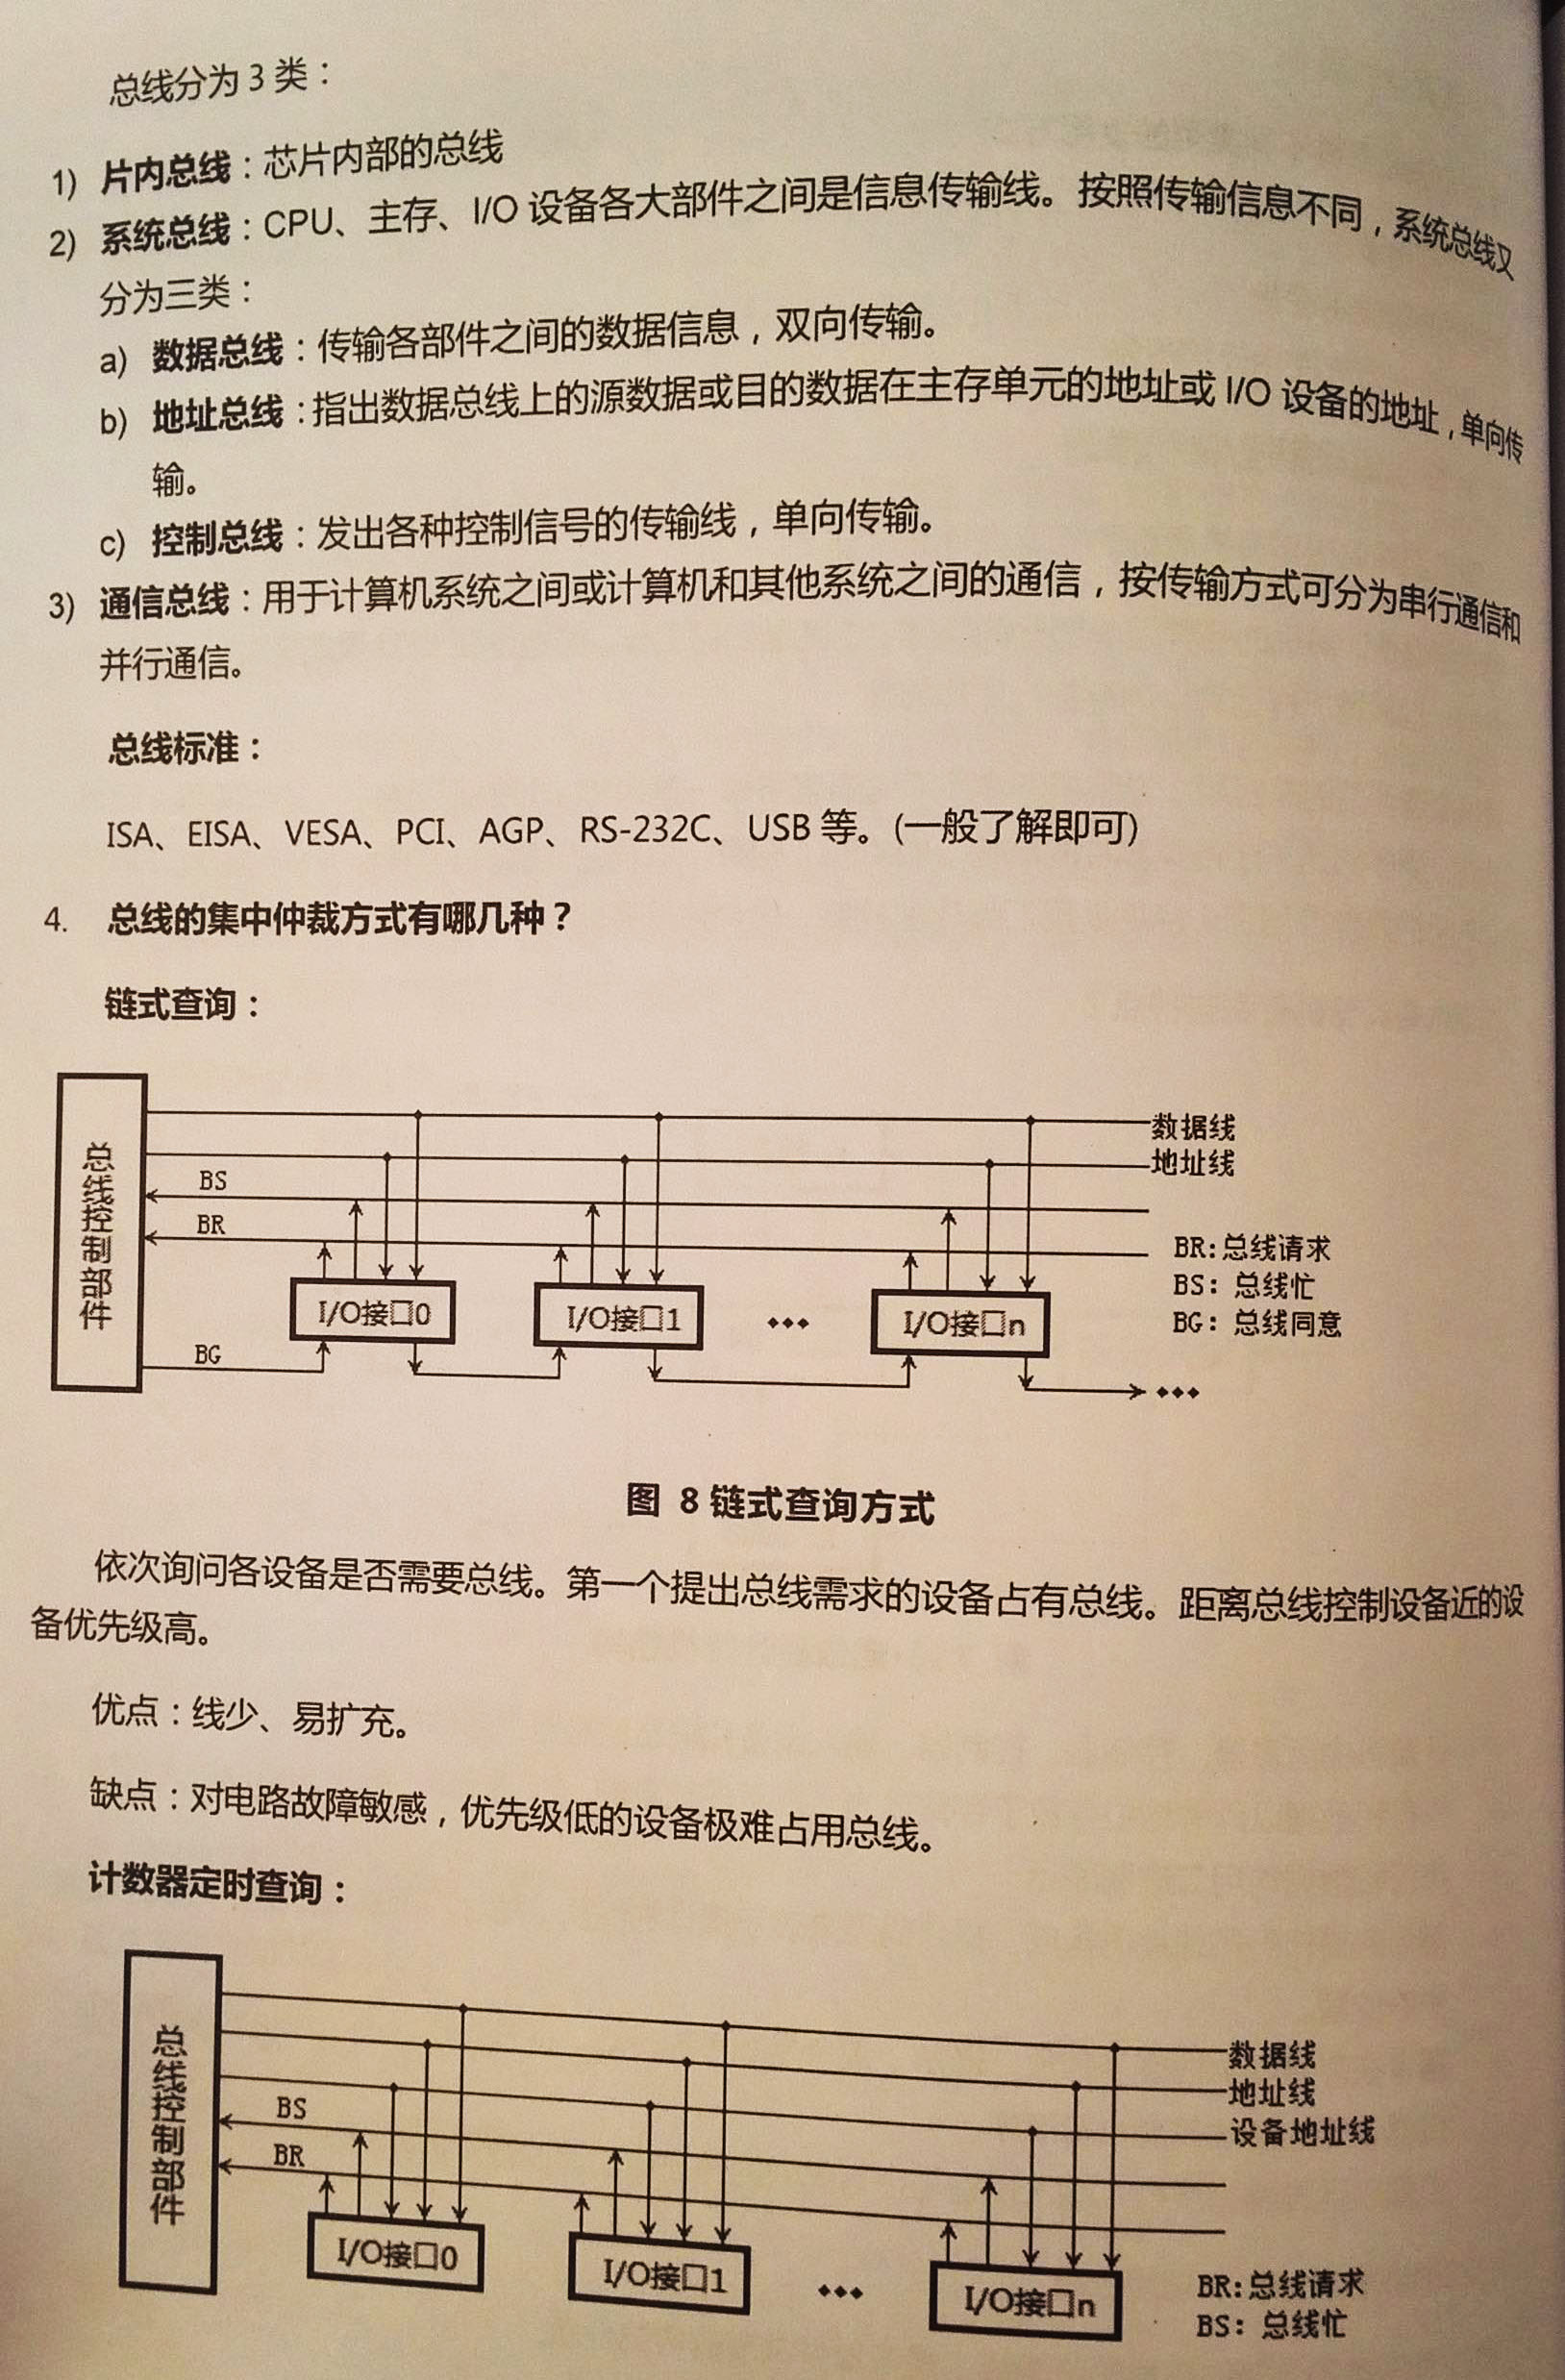 总线分为 3 类：
1) 片内总线：芯片内部的总线
2) 系统总线：CPU、主存、I/O 设备各大部件之间是信息传输线。按照传输信息不同，系统总线又
分为三类：
a) 数据总线：传输各部件之间的数据信息，双向传输。
b) 地址总线：指出数据总线上的源数据或目的数据在主存单元的地址或 I/O 设备的地址，单向传
输。
c) 控制总线：发出各种控制信号的传输线，单向传输。
3) 通信总线：用于计算机系统之间或计算机和其他系统之间的通信，按传输方式可分为串行通信和
并行通信。
总线标准：
ISA、EISA、VESA、PCI、AGP、RS-232C、USB 等。(一般了解即可)
4. 总线的集中仲裁方式有哪几种？
链式查询：
总线控制部件
数据线
地址线
BS
BR
BR:总线请求
BS: 总线忙
BG: 总线同意
I/O接口0
I/O接口1
•••
I/O接口n
BG
•••
图 8 链式查询方式
依次询问各设备是否需要总线。第一个提出总线需求的设备占有总线。距离总线控制设备近的设
备优先级高。
优点：线少、易扩充。
缺点：对电路故障敏感，优先级低的设备极难占用总线。
计数器定时查询：
总线控制部件
数据线
地址线
设备地址线
BS
BR
I/O接口0
I/O接口1
•••
I/O接口n
BR:总线请求
BS: 总线忙